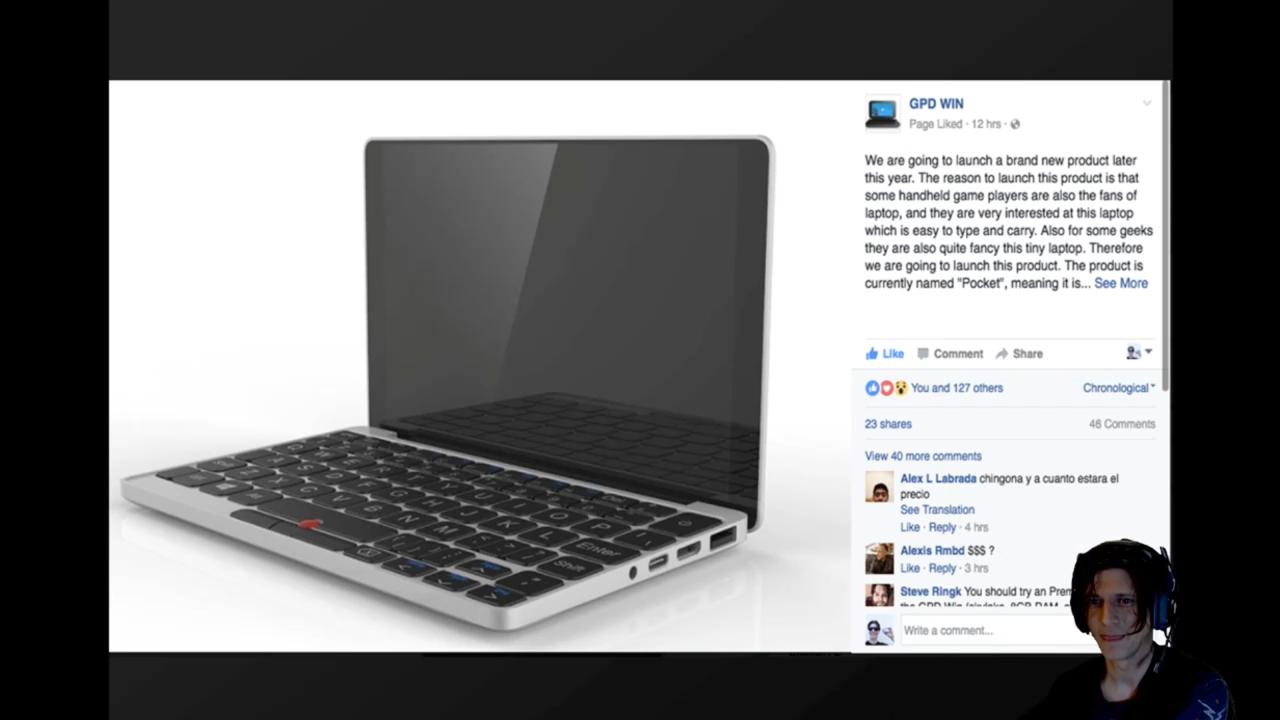 GPD WIN
Page Liked · 12 hrs ·
We are going to launch a brand new product later
this year. The reason to launch this product is that
some handheld game players are also the fans of
laptop, and they are very interested at this laptop
which is easy to type and carry. Also for some geeks
they are also quite fancy this tiny laptop. Therefore
we are going to launch this product. The product is
currently named "Pocket", meaning it is... See More
Like Comment Share
You and 127 others Chronological
23 shares 46 Comments
View 40 more comments
Alex L Labrada chingona y a cuanto estara el
precio
See Translation
Like · Reply · 4 hrs
Alexis Rmbd $$$ ?
Like · Reply · 3 hrs
Steve Ringk You should try an
Write a comment...
Enter
Shift